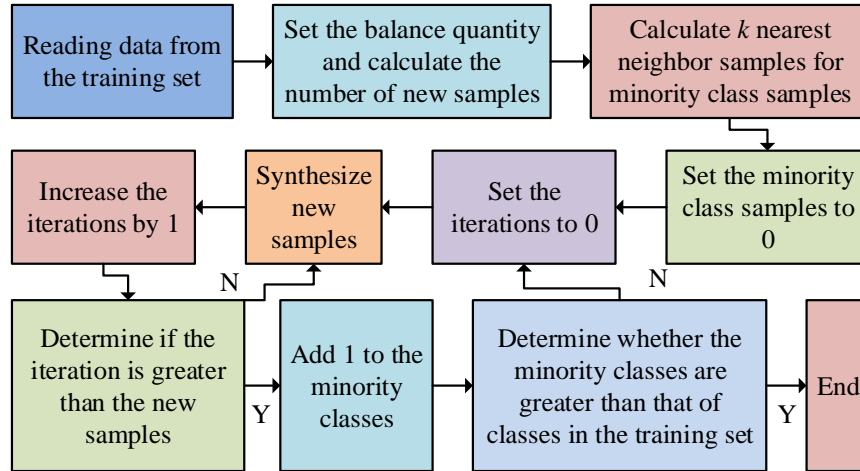 Reading data from
the training set
Set the balance quantity
and calculate the
number of new samples
Calculate k nearest
neighbor samples for
minority class samples
Increase the
iterations by 1
Synthesize
new
samples
Set the
iterations to 0
Set the minority
class samples to
0
N
N
Determine if the
iteration is greater
than the new
samples
Y
Add 1 to the
minority
classes
Determine whether the
minority classes are
greater than that of
classes in the training set
Y
End